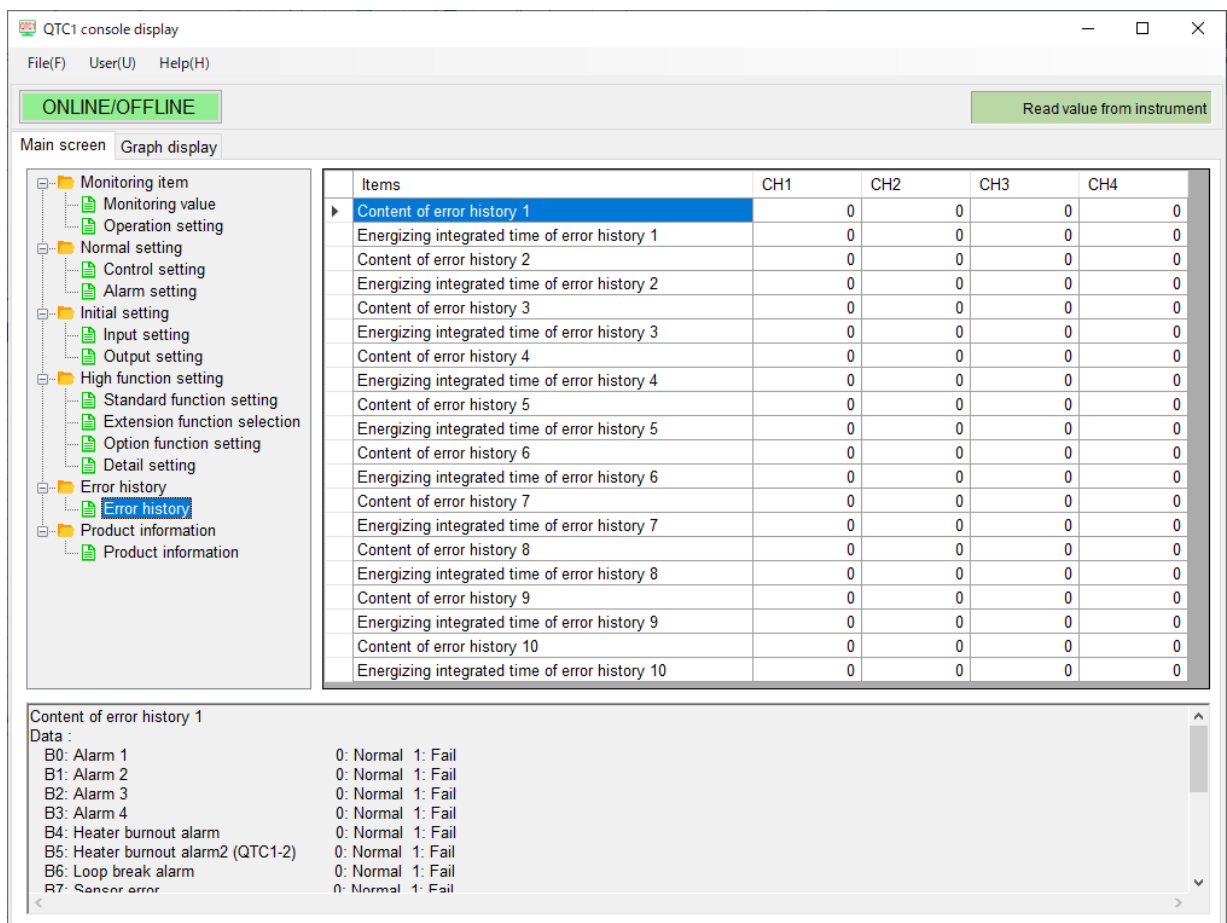 QTC1 console display
File(F) User(U) Help(H)
ONLINE/OFFLINE
Read value from instrument
Main screen Graph display
Monitoring item
Monitoring value
Operation setting
Normal setting
Control setting
Alarm setting
Initial setting
Input setting
Output setting
High function setting
Standard function setting
Extension function selection
Option function setting
Detail setting
Error history
Error history
Product information
Product information
Items CH1 CH2 CH3 CH4
Content of error history 1 0 0 0 0
Energizing integrated time of error history 1 0 0 0 0
Content of error history 2 0 0 0 0
Energizing integrated time of error history 2 0 0 0 0
Content of error history 3 0 0 0 0
Energizing integrated time of error history 3 0 0 0 0
Content of error history 4 0 0 0 0
Energizing integrated time of error history 4 0 0 0 0
Content of error history 5 0 0 0 0
Energizing integrated time of error history 5 0 0 0 0
Content of error history 6 0 0 0 0
Energizing integrated time of error history 6 0 0 0 0
Content of error history 7 0 0 0 0
Energizing integrated time of error history 7 0 0 0 0
Content of error history 8 0 0 0 0
Energizing integrated time of error history 8 0 0 0 0
Content of error history 9 0 0 0 0
Energizing integrated time of error history 9 0 0 0 0
Content of error history 10 0 0 0 0
Energizing integrated time of error history 10 0 0 0 0
Content of error history 1
Data :
B0: Alarm 1 0: Normal 1: Fail
B1: Alarm 2 0: Normal 1: Fail
B2: Alarm 3 0: Normal 1: Fail
B3: Alarm 4 0: Normal 1: Fail
B4: Heater burnout alarm 0: Normal 1: Fail
B5: Heater burnout alarm2 (QTC1-2) 0: Normal 1: Fail
B6: Loop break alarm 0: Normal 1: Fail
B7: Sensor error 0: Normal 1: Fail